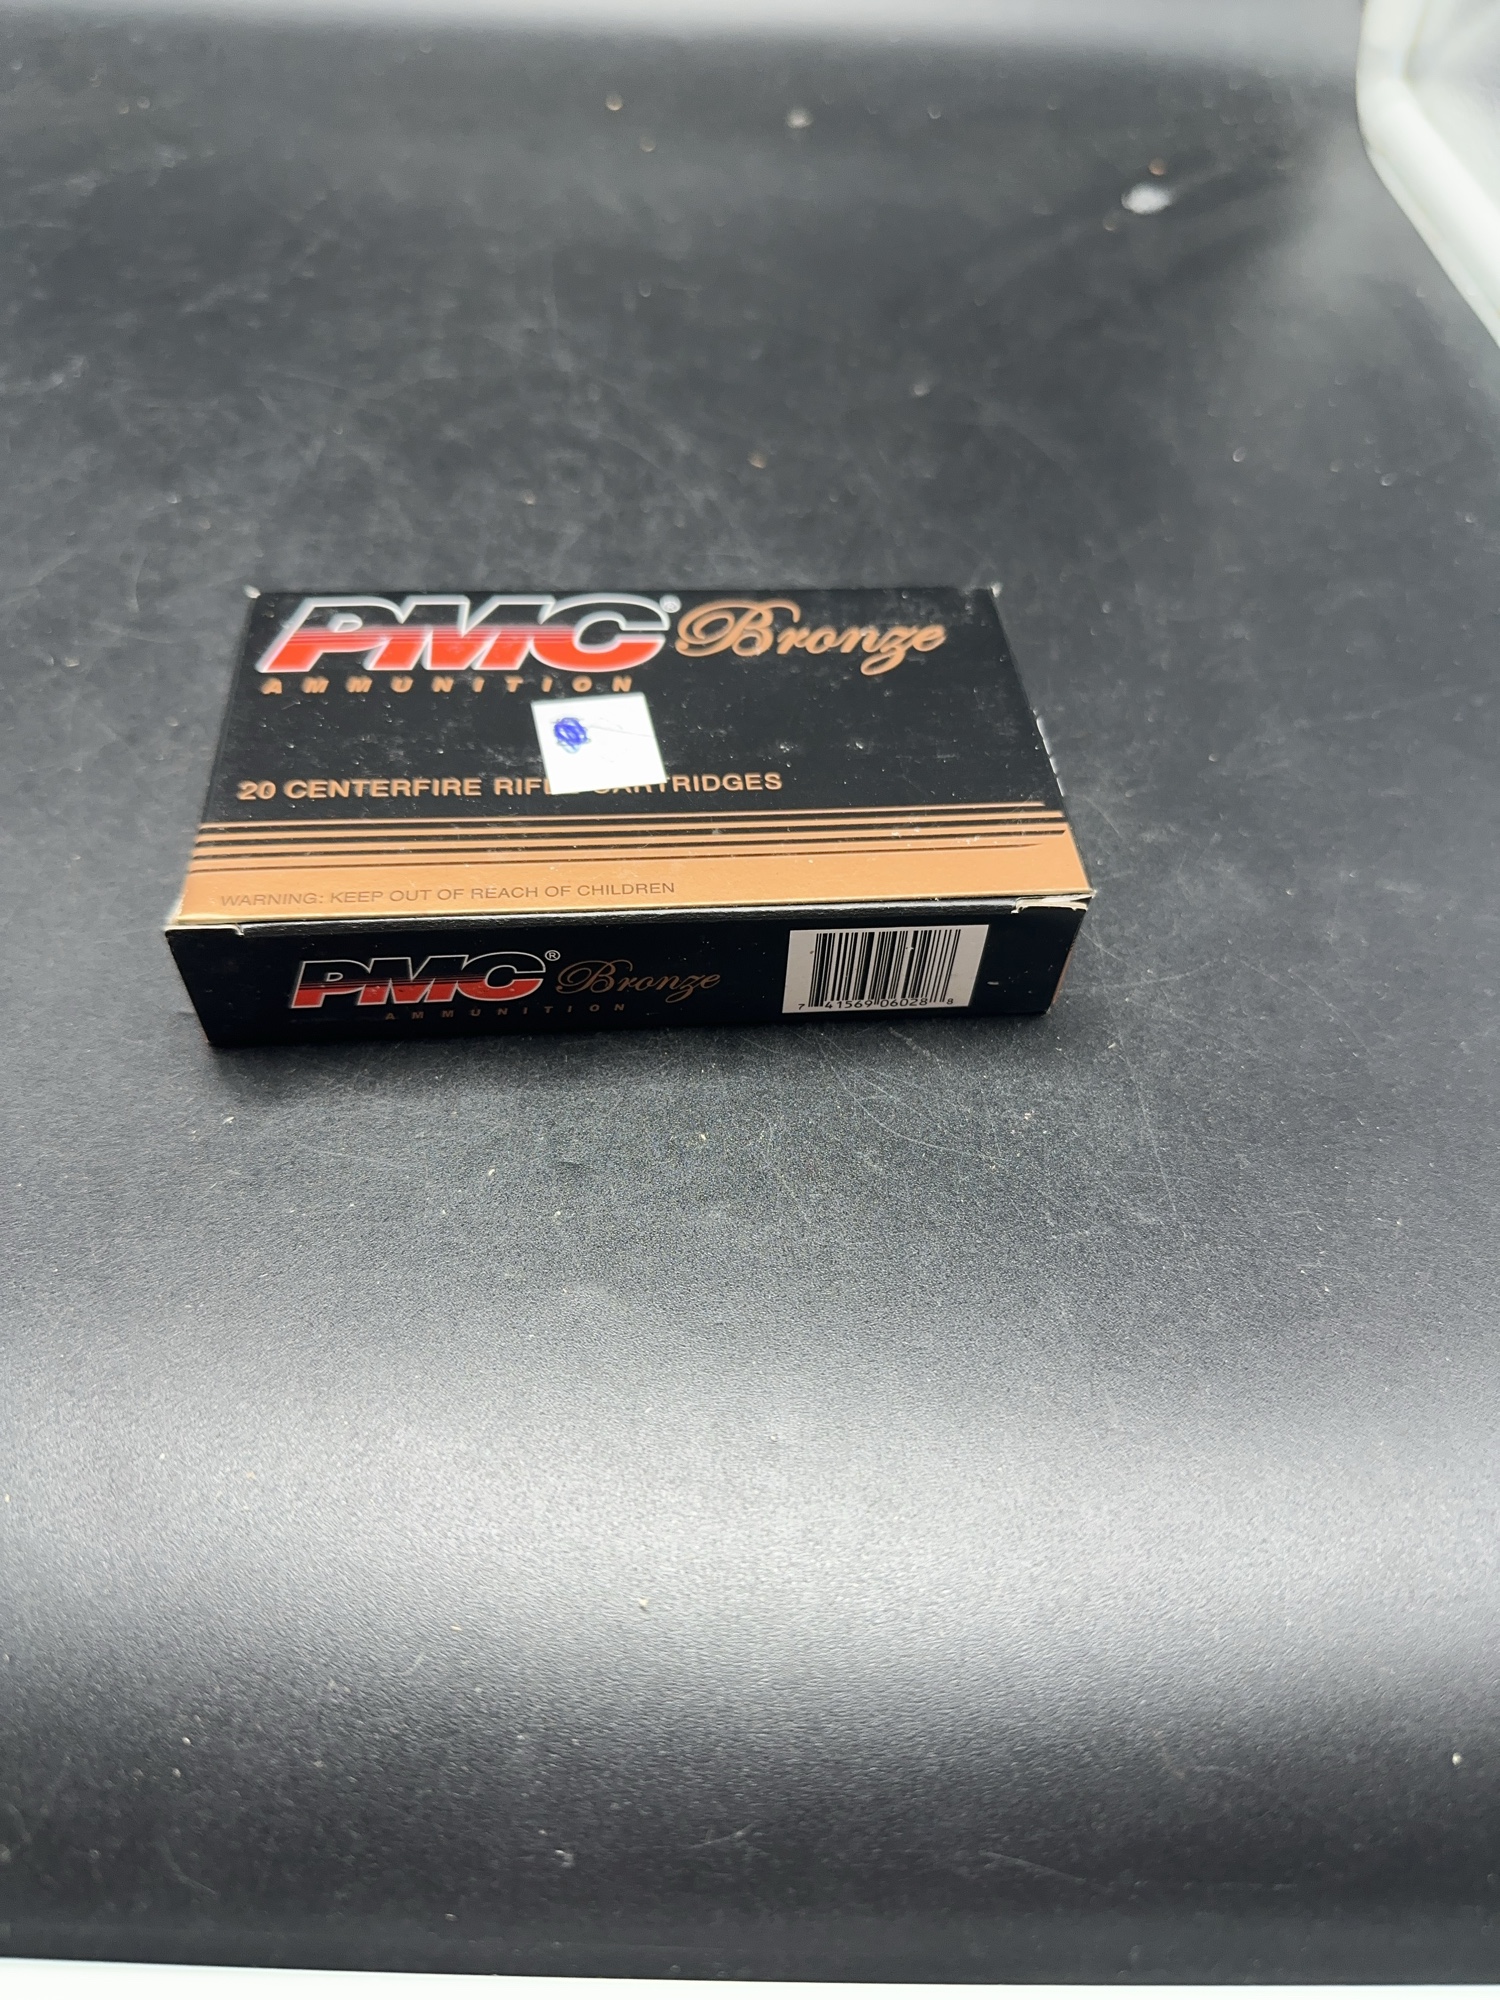 PMC® Bronze
AMMUNITION
20 CENTERFIRE RIFLE CARTRIDGES
WARNING: KEEP OUT OF REACH OF CHILDREN
PMC® Bronze
AMMUNITION
7 41569 06028 8